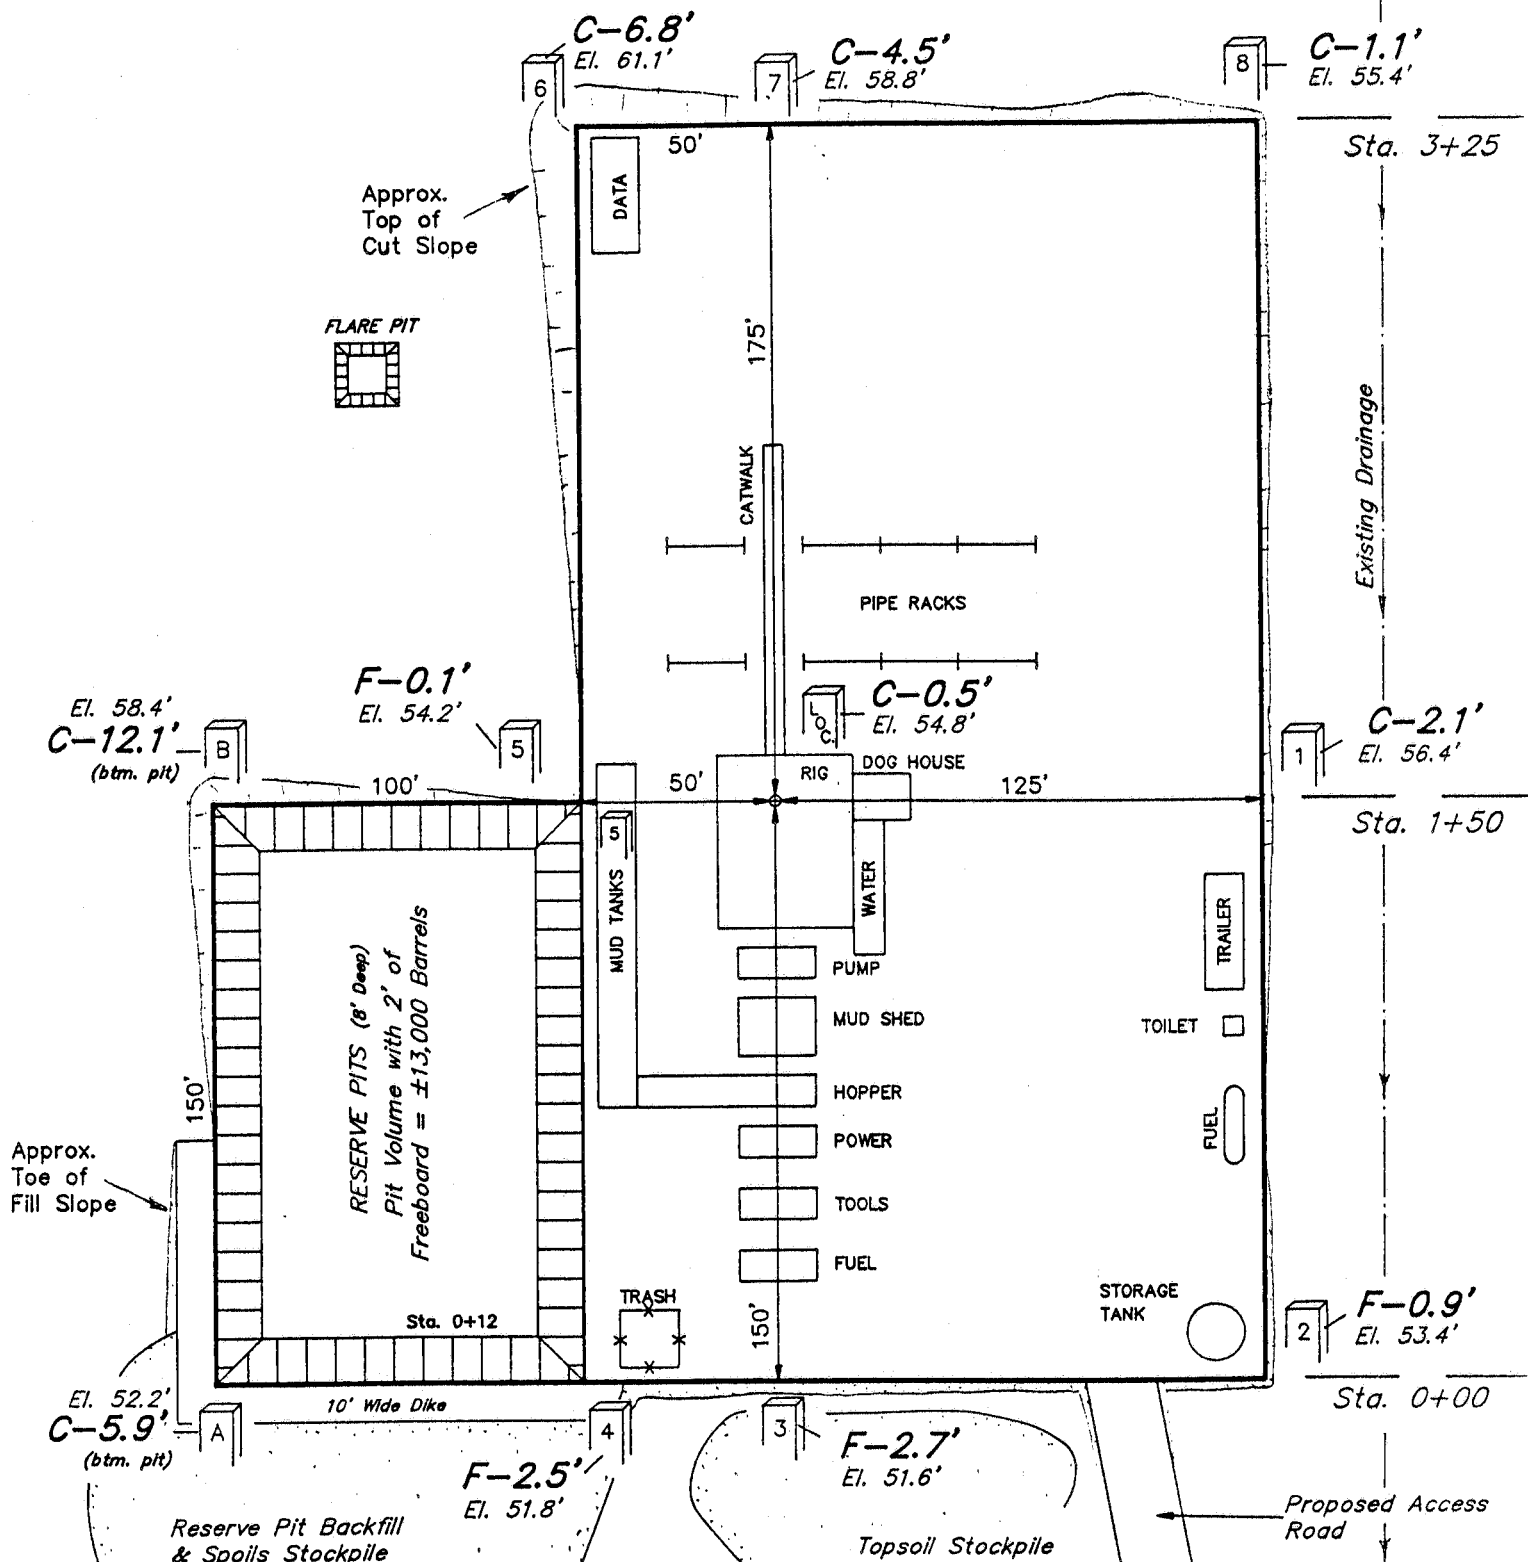 C-6.8'
El. 61.1'
6
C-4.5'
El. 58.8'
7
C-1.1'
El. 55.4'
8
Sta. 3+25
50'
DATA
Approx.
Top of
Cut Slope
FLARE PIT
175'
CATWALK
PIPE RACKS
Existing Drainage
F-0.1'
El. 54.2'
5
El. 58.4'
C-12.1'
(btm. pit)
B
C-0.5'
El. 54.8'
LOC.
C-2.1'
El. 56.4'
1
RIG
DOG HOUSE
100'
50'
125'
Sta. 1+50
5
MUD TANKS
WATER
TRAILER
PUMP
MUD SHED
TOILET
HOPPER
FUEL
POWER
TOOLS
FUEL
RESERVE PITS (8' Deep)
Pit Volume with 2' of
Freeboard = ±13,000 Barrels
150'
Approx.
Toe of
Fill Slope
TRASH
Sta. 0+12
150'
STORAGE
TANK
F-0.9'
El. 53.4'
2
Sta. 0+00
El. 52.2'
C-5.9'
(btm. pit)
A
10' Wide Dike
4
F-2.5'
El. 51.8'
3
F-2.7'
El. 51.6'
Proposed Access
Road
Reserve Pit Backfill
& Spoils Stockpile
Topsoil Stockpile